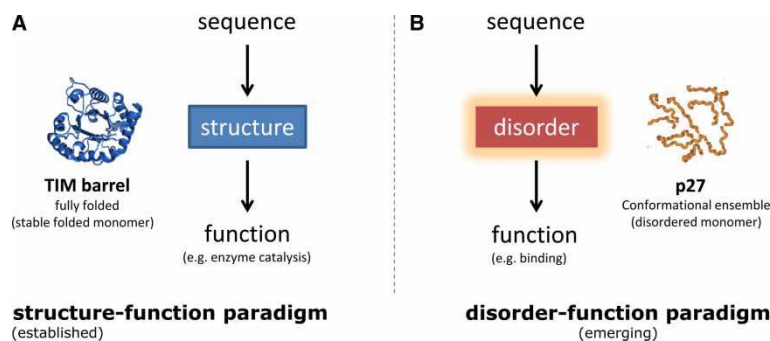 A
sequence
structure
TIM barrel
fully folded
(stable folded monomer)
function
(e.g. enzyme catalysis)
structure-function paradigm
(established)
B
sequence
disorder
p27
Conformational ensemble
(disordered monomer)
function
(e.g. binding)
disorder-function paradigm
(emerging)